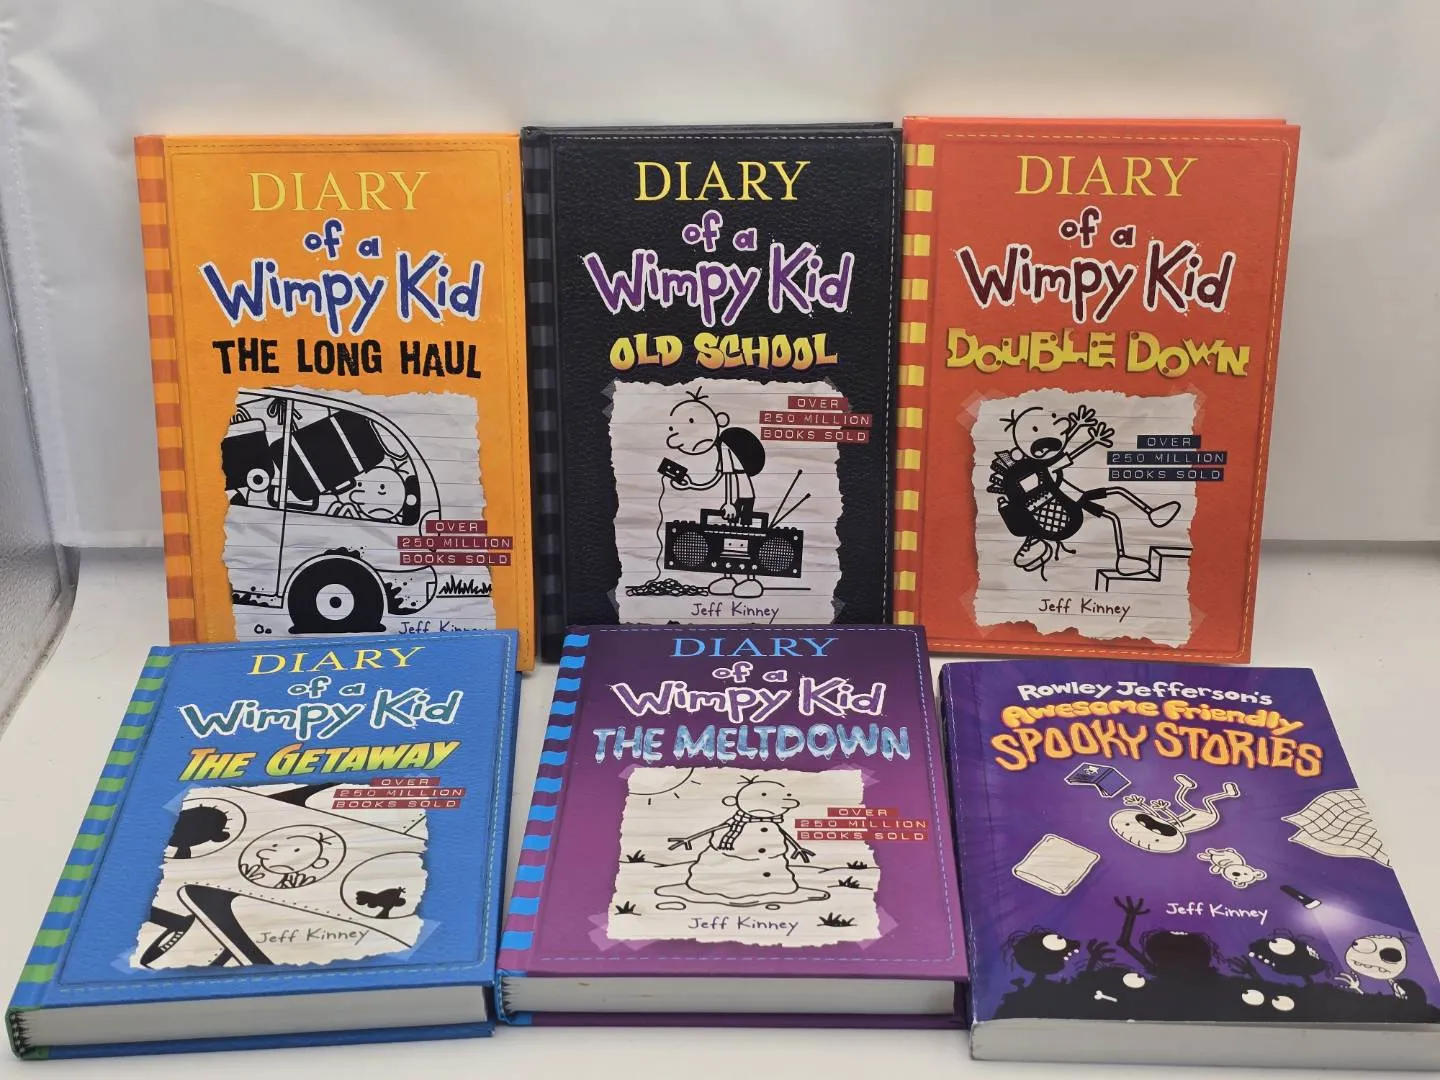 DIARY
of a
Wimpy Kid
THE LONG HAUL
OVER
250 MILLION
BOOKS SOLD
Jeff Kinney
DIARY
of a
Wimpy Kid
OLD SCHOOL
OVER
250 MILLION
BOOKS SOLD
Jeff Kinney
DIARY
of a
Wimpy Kid
DOUBLE DOWN
OVER
250 MILLION
BOOKS SOLD
Jeff Kinney
DIARY
of a
Wimpy Kid
THE GETAWAY
OVER
250 MILLION
BOOKS SOLD
Jeff Kinney
DIARY
of a
Wimpy Kid
THE MELTDOWN
OVER
250 MILLION
BOOKS SOLD
Jeff Kinney
Rowley Jefferson's
Awesome Friendly
SPOOKY STORIES
Jeff Kinney